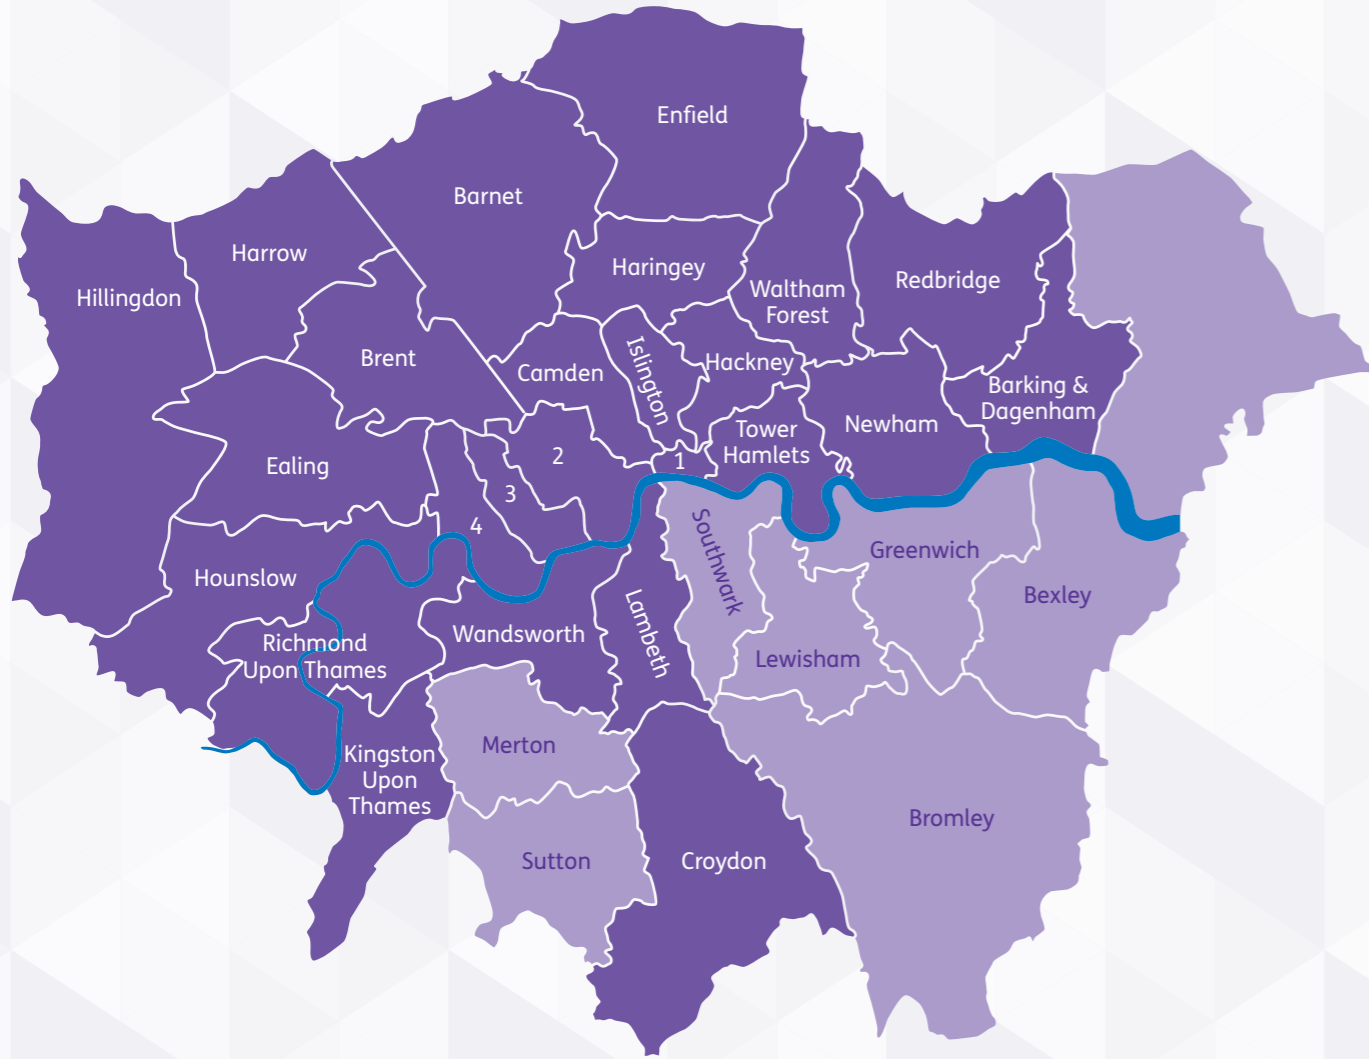 Enfield
Barnet
Harrow
Haringey
Hillingdon
Waltham
Forest
Redbridge
Brent
Camden
Islington
Hackney
Barking &
Dagenham
Ealing
Tower
Hamlets
Newham
2
1
3
4
Southwark
Greenwich
Hounslow
Bexley
Richmond
Upon Thames
Wandsworth
Lambeth
Lewisham
Merton
Kingston
Upon
Thames
Bromley
Sutton
Croydon